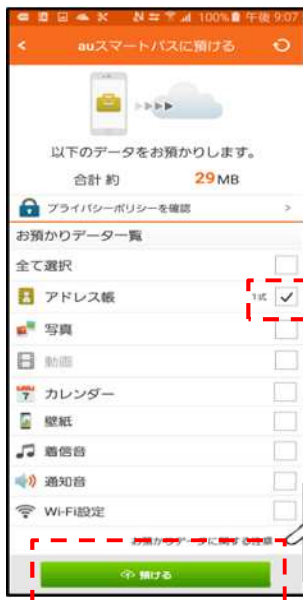 100% 午後 9:07
auスマートパスに預ける
以下のデータをお預かりします。
合計 約 29 MB
プライバシーポリシーを確認
お預かりデータ一覧
全て選択
アドレス帳 1式
写真
動画
カレンダー
壁紙
着信音
通知音
Wi-Fi設定
お預かりデータに関する注意
預ける